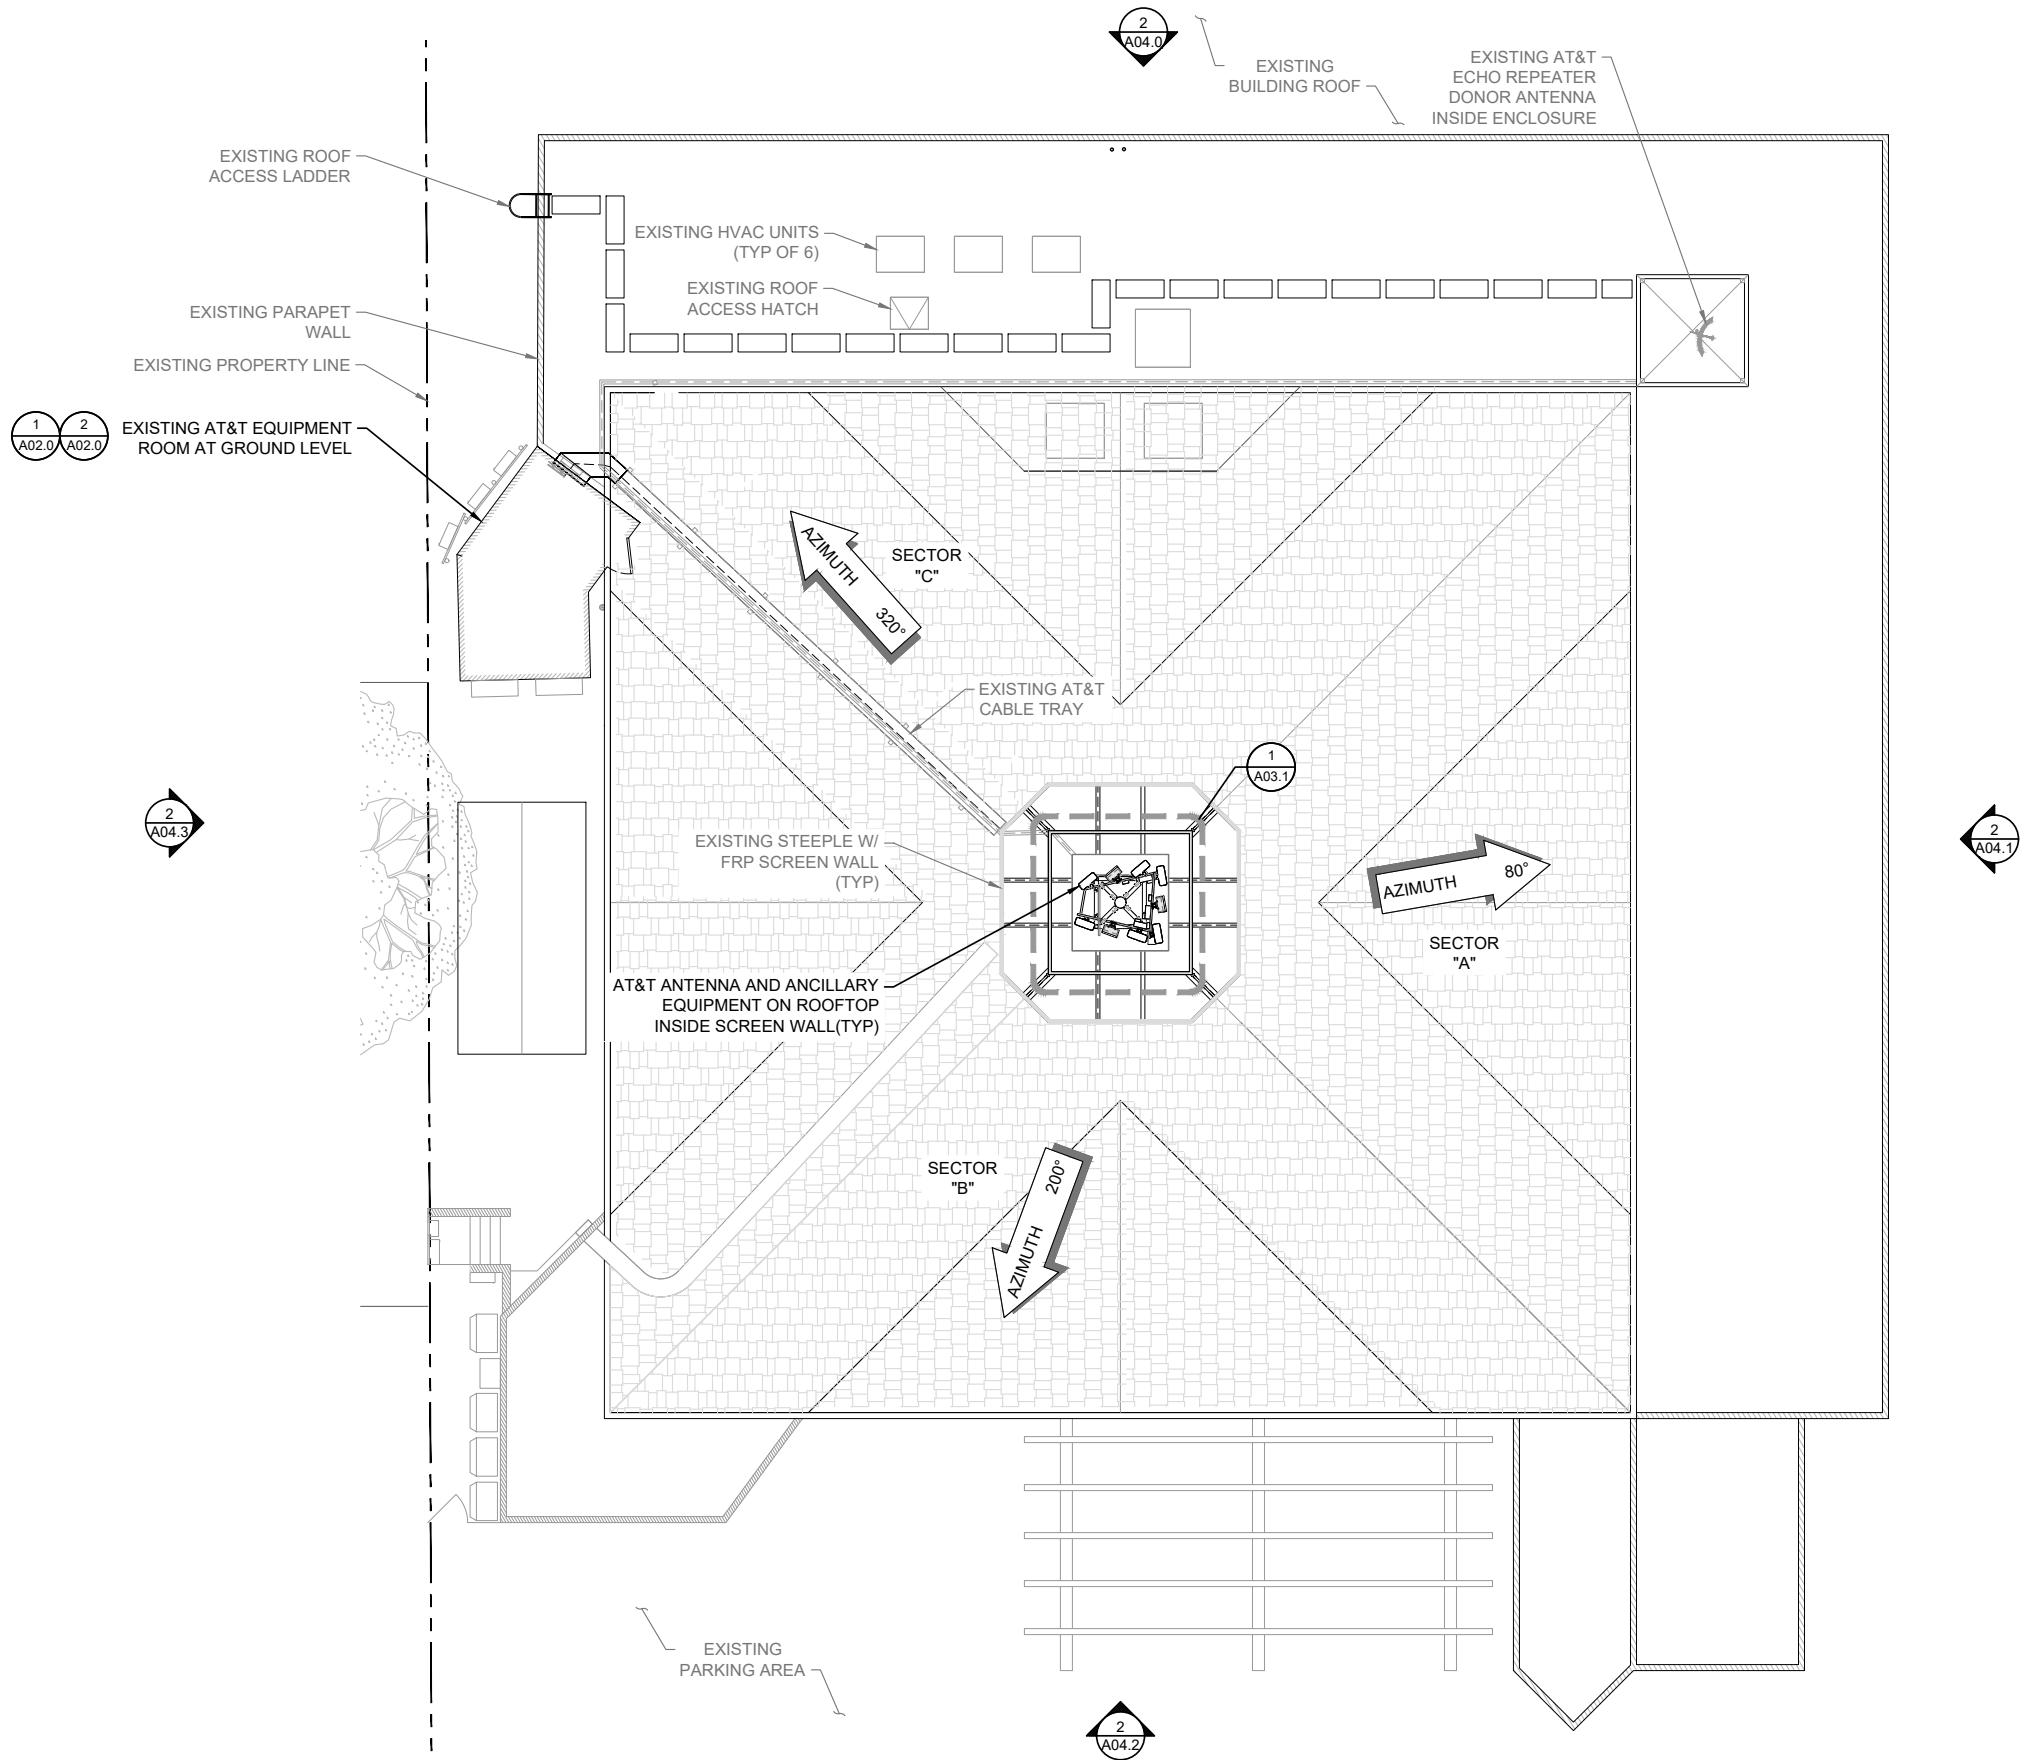 2
A04.0
EXISTING
BUILDING ROOF
EXISTING AT&T
ECHO REPEATER
DONOR ANTENNA
INSIDE ENCLOSURE
EXISTING ROOF
ACCESS LADDER
EXISTING HVAC UNITS
(TYP OF 6)
EXISTING ROOF
ACCESS HATCH
EXISTING PARAPET
WALL
EXISTING PROPERTY LINE
1
A02.0
2
A02.0
EXISTING AT&T EQUIPMENT
ROOM AT GROUND LEVEL
AZIMUTH 320°
SECTOR
"C"
EXISTING AT&T
CABLE TRAY
1
A03.1
2
A04.3
EXISTING STEEPLE W/
FRP SCREEN WALL
(TYP)
AZIMUTH 80°
2
A04.1
SECTOR
"A"
AT&T ANTENNA AND ANCILLARY
EQUIPMENT ON ROOFTOP
INSIDE SCREEN WALL(TYP)
SECTOR
"B"
AZIMUTH 200°
EXISTING
PARKING AREA
2
A04.2